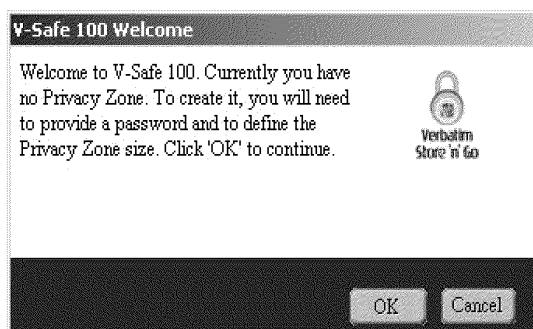 V-Safe 100 Welcome
Welcome to V-Safe 100. Currently you have
no Privacy Zone. To create it, you will need
to provide a password and to define the
Privacy Zone size. Click 'OK' to continue.
Verbatim
Store 'n' Go
OK
Cancel